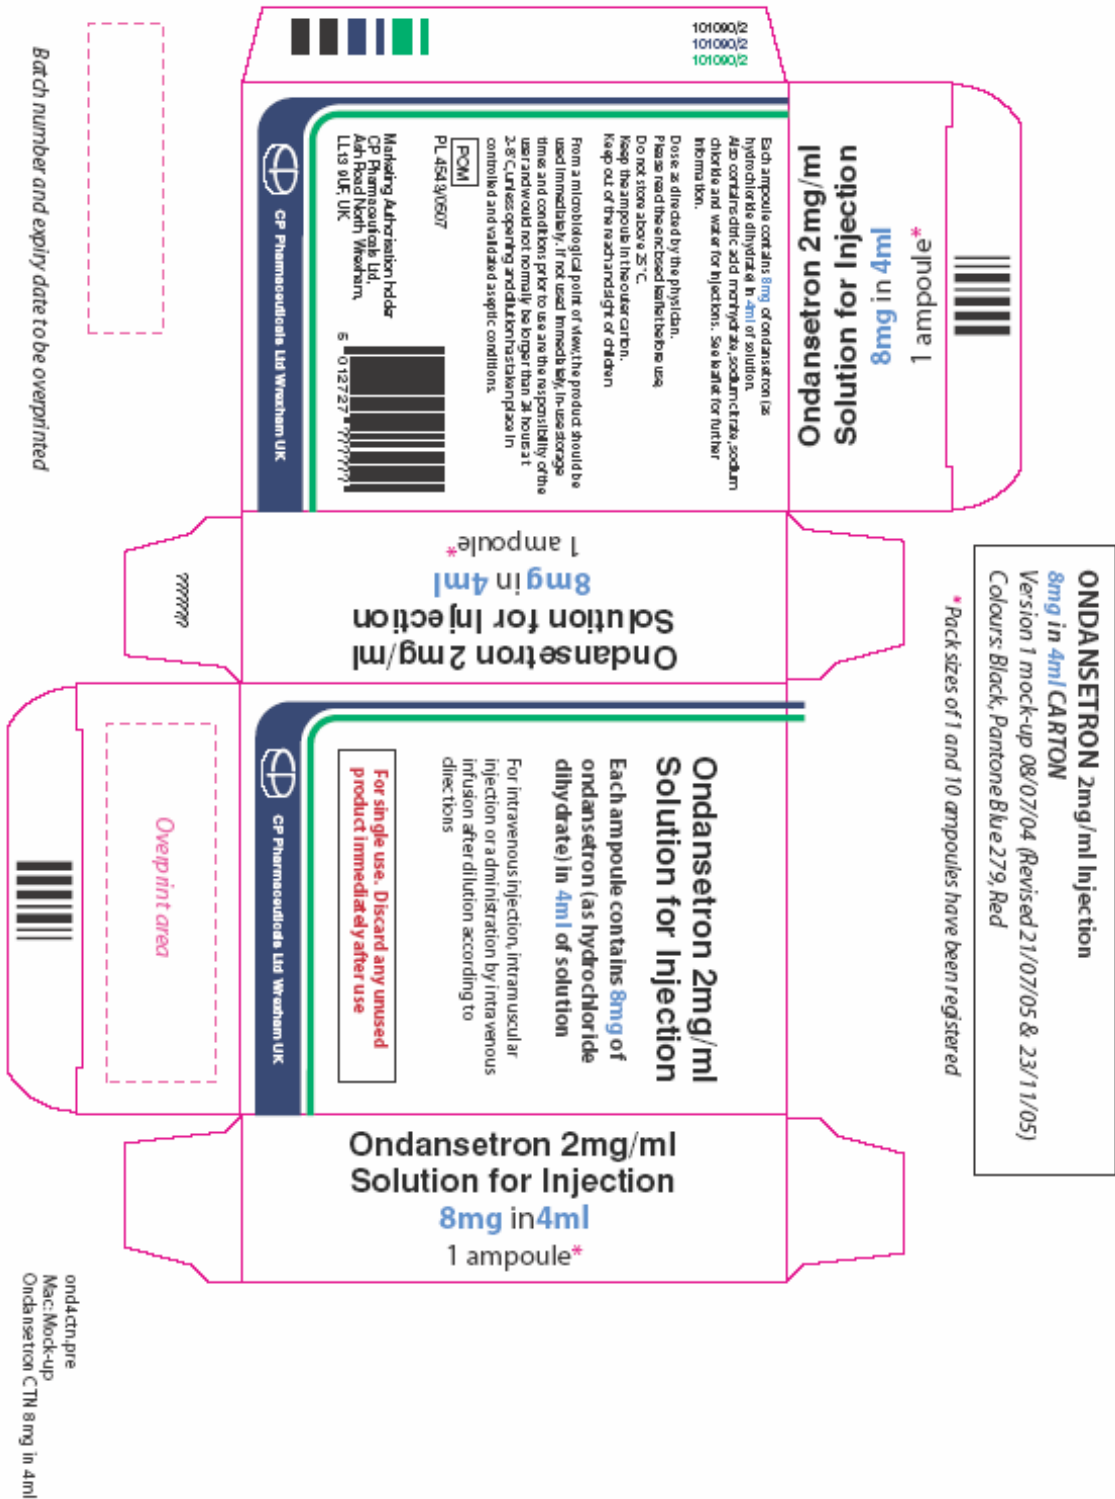 ONDANSETRON 2mg/ml Injection
8mg in 4ml CARTON
Version 1 mock-up 08/07/04 (Revised 21/07/05 & 23/11/05)
Colours: Black, Pantone Blue 279, Red
*Pack sizes of 1 and 10 ampoules have been registered
101090/2
101090/2
101090/2
1 ampoule*
8mg in 4ml
Solution for Injection
Ondansetron 2mg/ml
Each ampoule contains 8mg of ondansetron (as
hydrochloride dihydrate) in 4ml of solution.
Also contains citric acid monhydrate, sodium citrate, sodium
chloride and water for injections. See leaflet for further
information.
Dose: as directed by the physician.
Please read the enclosed leaflet before use.
Do not store above 25°C.
Keep the ampoule in the outer carton.
Keep out of the reach and sight of children
From a microbiological point of view, the product should be
used immediately. If not used immediately, in-use storage
times and conditions prior to use are the responsibility of the
user and would not normally be longer than 24 hours at
2-8°C, unless opening and dilution has taken place in
controlled and validated aseptic conditions.
POM
PL 4543/0507
Marketing Authorisation holder
CP Pharmaceuticals Ltd,
Ash Road North, Wrexham,
LL13 9UF, UK
5 012727 ??????
CP
CP Pharmaceuticals Ltd Wrexham UK
Batch number and expiry date to be overprinted
Ondansetron 2mg/ml
Solution for Injection
8mg in 4ml
1 ampoule*
???????
Ondansetron 2mg/ml
Solution for Injection
Each ampoule contains 8mg of
ondansetron (as hydrochloride
dihydrate) in 4ml of solution
For intravenous injection, intramuscular
injection or administration by intravenous
infusion after dilution according to
directions
For single use. Discard any unused
product immediately after use
CP
CP Pharmaceuticals Ltd Wrexham UK
Overprint area
Ondansetron 2mg/ml
Solution for Injection
8mg in 4ml
1 ampoule*
ond4ctn.pre
Mac: Mock-up
Ondansetron CTN 8mg in 4ml